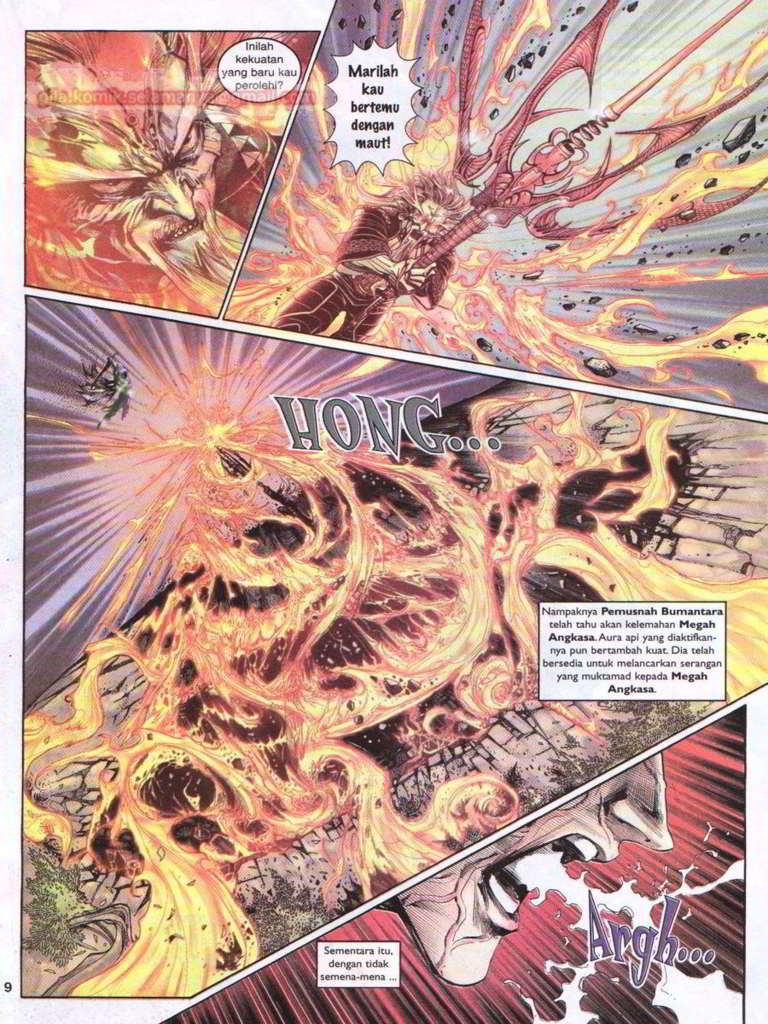 Inilah
kekuatan
yang baru kau
perolehi?
Marilah
kau
bertemu
dengan
maut!
HONG...
Nampaknya Pemusnah Bumantara
telah tahu akan kelemahan Megah
Angkasa. Aura api yang diaktifkan-
nya pun bertambah kuat. Dia telah
bersedia untuk melancarkan serangan
yang muktamad kepada Megah
Angkasa.
Sementara itu,
dengan tidak
semena-mena ...
Argh...
9